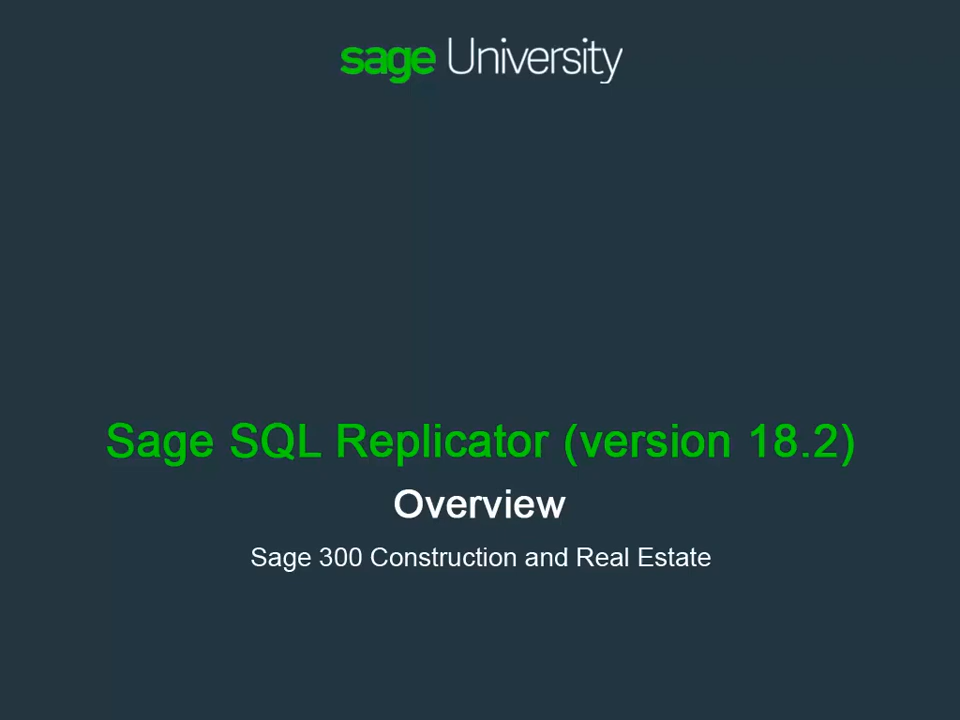 sage University
Sage SQL Replicator (version 18.2)
Overview
Sage 300 Construction and Real Estate